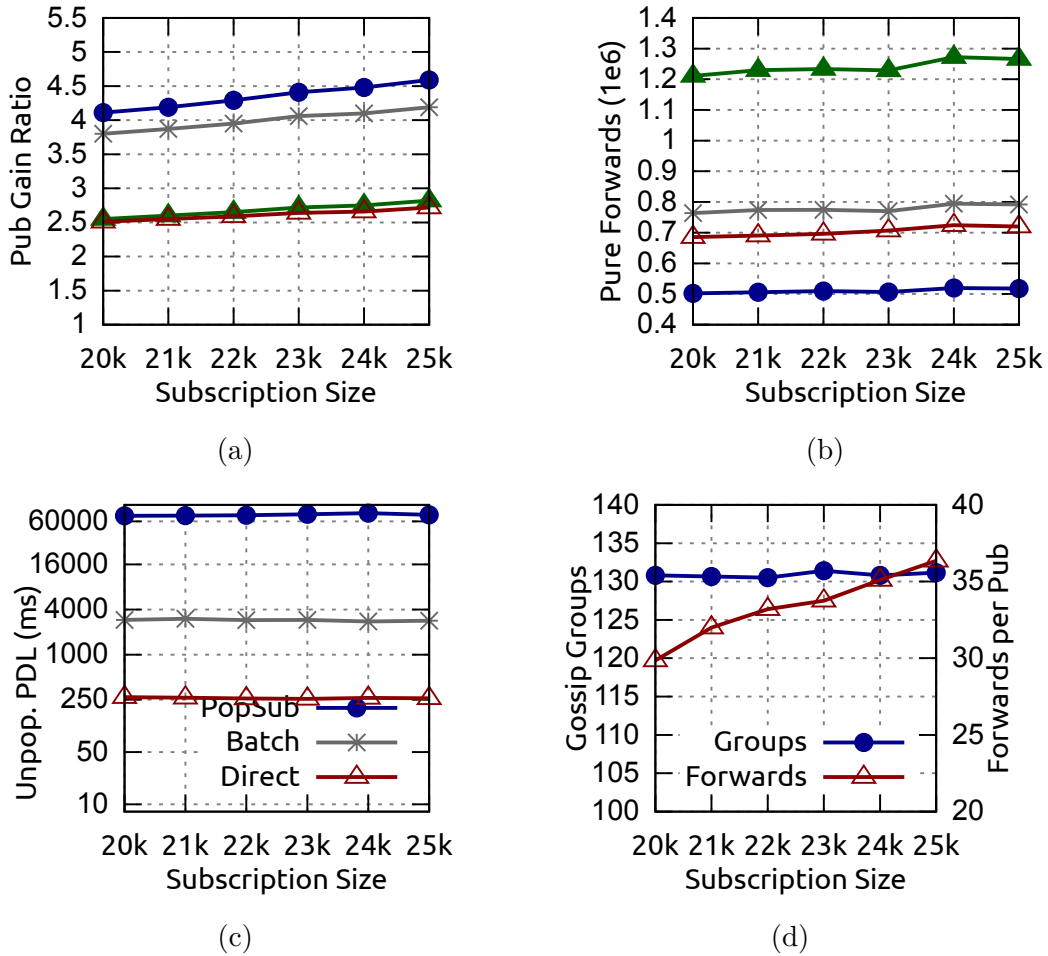 5.5
5
4.5
4
3.5
3
2.5
2
1.5
1
Pub Gain Ratio
20k 21k 22k 23k 24k 25k
Subscription Size
(a)
1.4
1.3
1.2
1.1
1
0.9
0.8
0.7
0.6
0.5
0.4
Pure Forwards (1e6)
20k 21k 22k 23k 24k 25k
Subscription Size
(b)
60000
16000
4000
1000
250
50
10
Unpop. PDL (ms)
PopSub
Batch
Direct
20k 21k 22k 23k 24k 25k
Subscription Size
(c)
140
135
130
125
120
115
110
105
100
Gossip Groups
40
35
30
25
20
Forwards per Pub
Groups
Forwards
20k 21k 22k 23k 24k 25k
Subscription Size
(d)